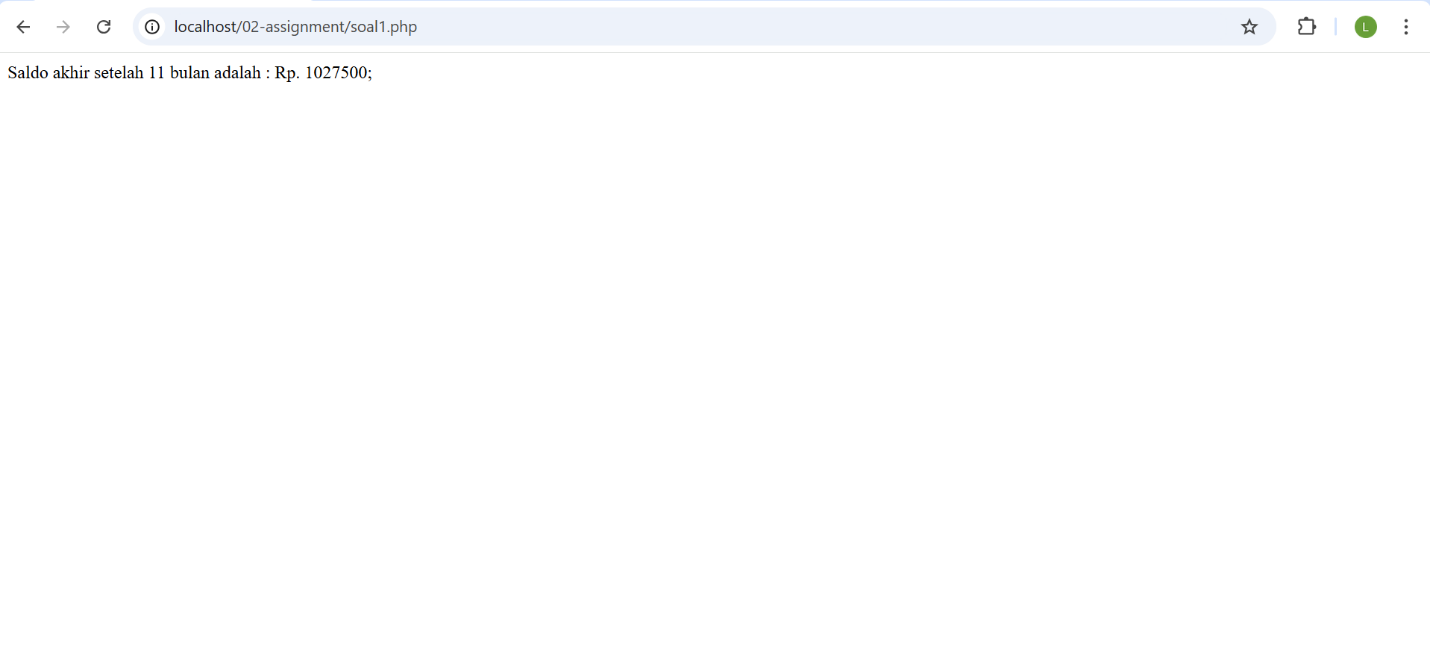 localhost/02-assignment/soal1.php
L
Saldo akhir setelah 11 bulan adalah : Rp. 1027500;